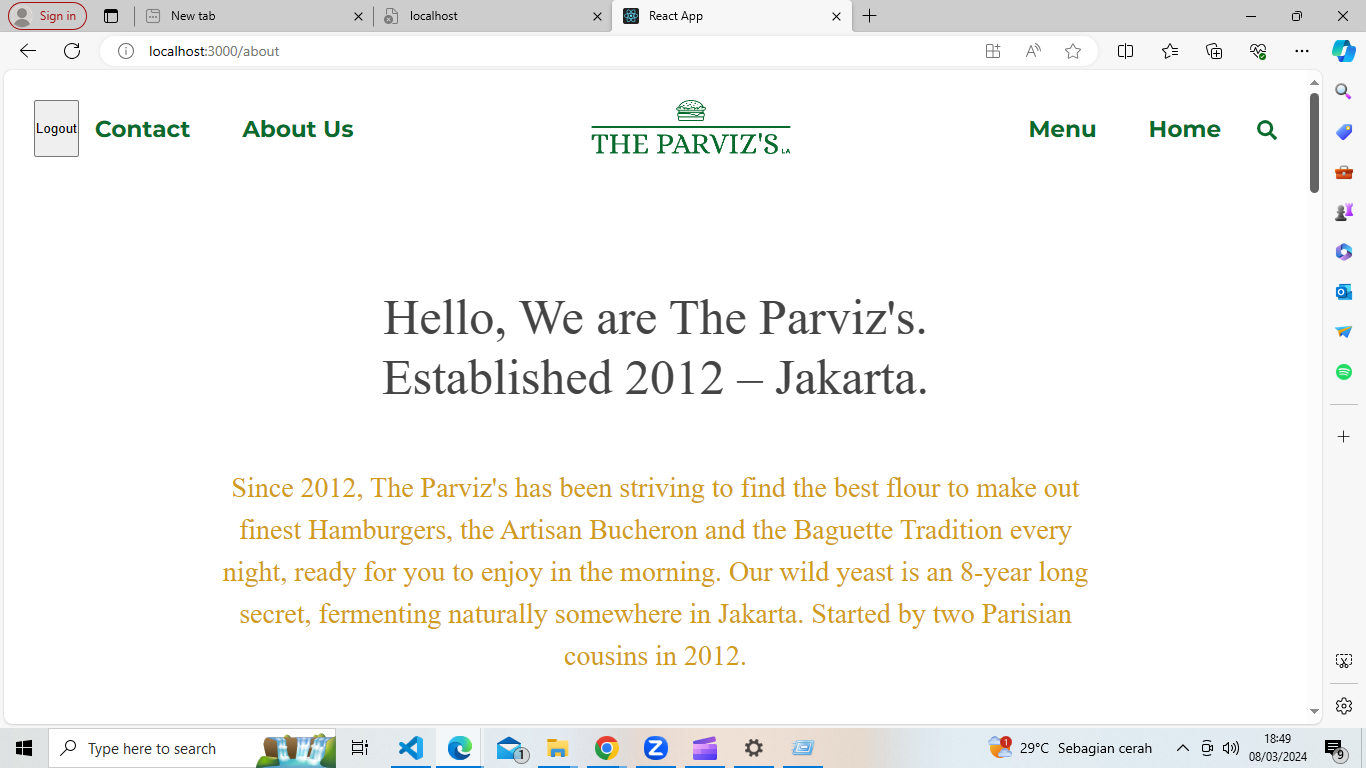 Sign in
New tab
localhost
React App
localhost:3000/about
Logout
Contact
About Us
THE PARVIZ'S LA
Menu
Home
Hello, We are The Parviz's.
Established 2012 – Jakarta.
Since 2012, The Parviz's has been striving to find the best flour to make out
finest Hamburgers, the Artisan Bucheron and the Baguette Tradition every
night, ready for you to enjoy in the morning. Our wild yeast is an 8-year long
secret, fermenting naturally somewhere in Jakarta. Started by two Parisian
cousins in 2012.
Type here to search
1
1
29°C Sebagian cerah
18:49
08/03/2024
9